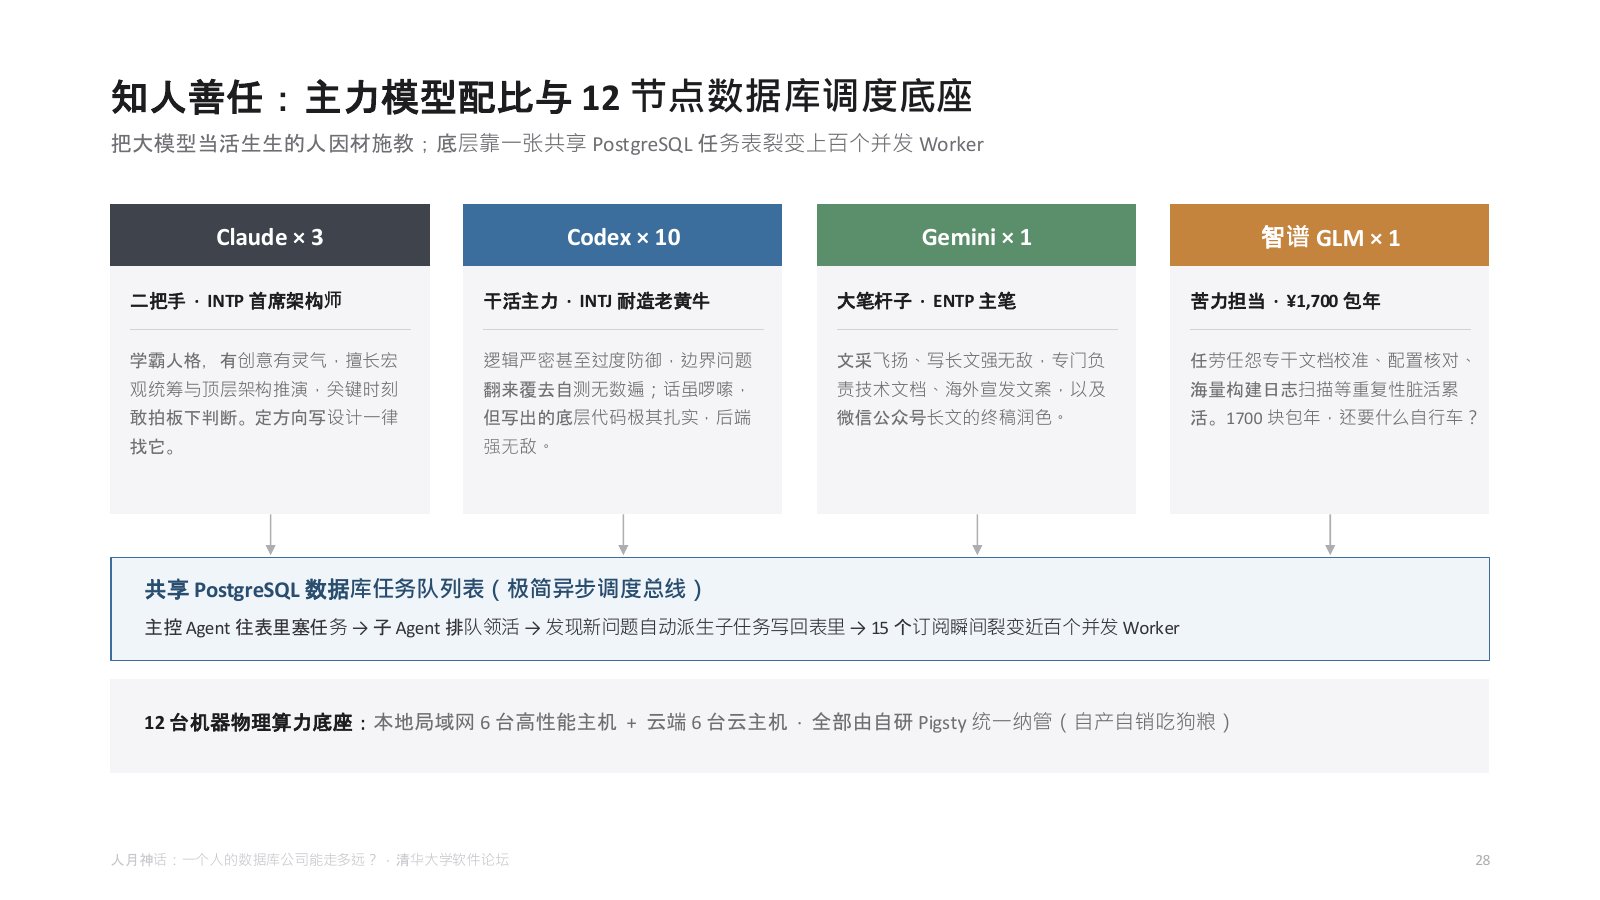 知人善任：主力模型配比与 12 节点数据库调度底座
把大模型当活生生的人因材施教；底层靠一张共享 PostgreSQL 任务表裂变上百个并发 Worker
Claude × 3
二把手 · INTP 首席架构师
学霸人格，有创意有灵气，擅长宏
观统筹与顶层架构推演，关键时刻
敢拍板下判断。定方向写设计一律
找它。
Codex × 10
干活主力 · INTJ 耐造老黄牛
逻辑严密甚至过度防御，边界问题
翻来覆去自测无数遍；话虽啰嗦，
但写出的底层代码极其扎实，后端
强无敌。
Gemini × 1
大笔杆子 · ENTP 主笔
文采飞扬、写长文强无敌，专门负
责技术文档、海外宣发文案，以及
微信公众号长文的终稿润色。
智谱 GLM × 1
苦力担当 · ¥1,700 包年
任劳任怨专干文档校准、配置核对、
海量构建日志扫描等重复性脏活累
活。1700 块包年，还要什么自行车？
共享 PostgreSQL 数据库任务队列表（极简异步调度总线）
主控 Agent 往表里塞任务 → 子 Agent 排队领活 → 发现新问题自动派生子任务写回表里 → 15 个订阅瞬间裂变近百个并发 Worker
12 台机器物理算力底座：本地局域网 6 台高性能主机 + 云端 6 台云主机 · 全部由自研 Pigsty 统一纳管（自产自销吃狗粮）
人月神话：一个人的数据库公司能走多远？ · 清华大学软件论坛
28